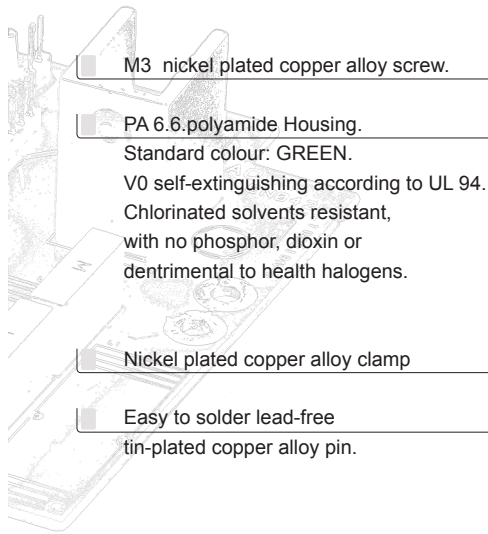 M3 nickel plated copper alloy screw.
PA 6.6.polyamide Housing.
Standard colour: GREEN.
V0 self-extinguishing according to UL 94.
Chlorinated solvents resistant,
with no phosphor, dioxin or
dentrimental to health halogens.
Nickel plated copper alloy clamp
Easy to solder lead-free
tin-plated copper alloy pin.